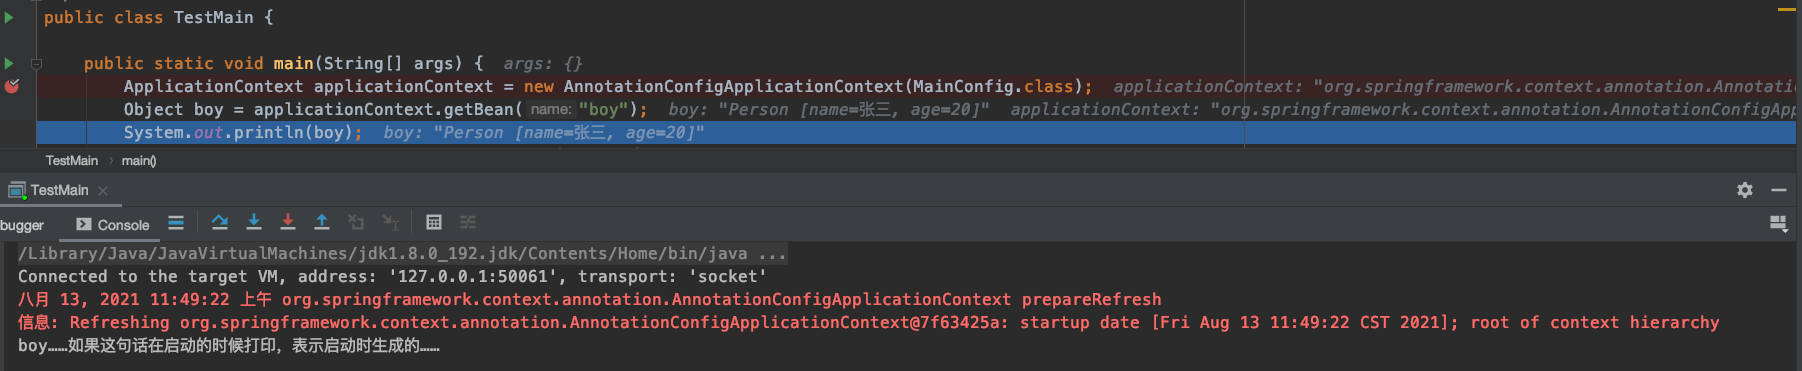 public class TestMain {
public static void main(String[] args) { args: {}
ApplicationContext applicationContext = new AnnotationConfigApplicationContext(MainConfig.class); applicationContext: "org.springframework.context.annotation.Annotatio
Object boy = applicationContext.getBean( name: "boy"); boy: "Person [name=张三, age=20]" applicationContext: "org.springframework.context.annotation.AnnotationConfigApp
System.out.println(boy); boy: "Person [name=张三, age=20]"
TestMain › main()
TestMain ×
bugger Console
/Library/Java/JavaVirtualMachines/jdk1.8.0_192.jdk/Contents/Home/bin/java ...
Connected to the target VM, address: '127.0.0.1:50061', transport: 'socket'
八月 13, 2021 11:49:22 上午 org.springframework.context.annotation.AnnotationConfigApplicationContext prepareRefresh
信息: Refreshing org.springframework.context.annotation.AnnotationConfigApplicationContext@7f63425a: startup date [Fri Aug 13 11:49:22 CST 2021]; root of context hierarchy
boy……如果这句话在启动的时候打印，表示启动时生成的……